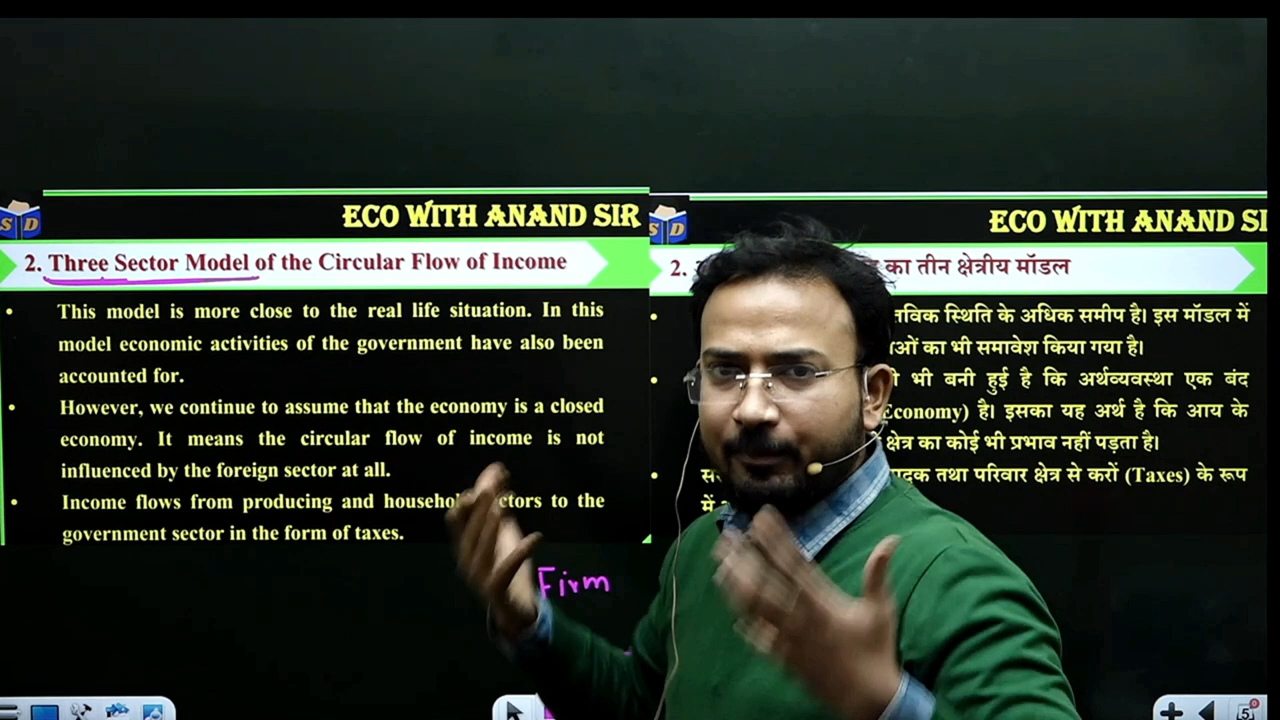 S D
ECO WITH ANAND SIR
2. Three Sector Model of the Circular Flow of Income
• This model is more close to the real life situation. In this
model economic activities of the government have also been
accounted for.
• However, we continue to assume that the economy is a closed
economy. It means the circular flow of income is not
influenced by the foreign sector at all.
• Income flows from producing and
to the
government sector in the form of taxes.
S D
ECO WITH ANAND
2.
का तीन क्षेत्रीय मॉडल
स्थिति के अधिक समीप है। इस मॉडल में
का भी समावेश किया गया है।
भी बनी हुई है कि अर्थव्यवस्था एक बंद
Economy) है। इसका यह अर्थ है कि आय के
क्षेत्र का कोई भी प्रभाव नहीं पड़ता है।
तथा परिवार क्षेत्र से करों (Taxes) के रूप
में
Firm
5